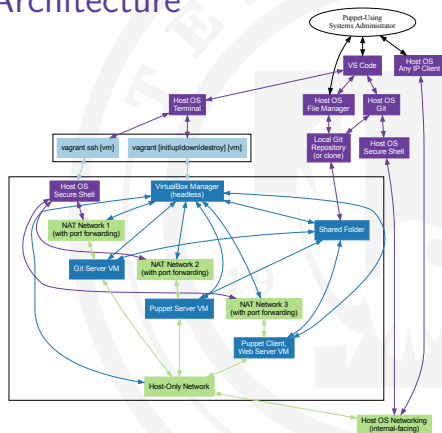 Architecture
Puppet-Using
Systems Administrator
VS Code
Host OS
Any IP Client
Host OS
Terminal
Host OS
File Manager
Host OS
Git
vagrant ssh [vm]
vagrant [init|up|down|destroy] [vm]
Local Git
Repository
(or clone)
Host OS
Secure Shell
Host OS
Secure Shell
VirtualBox Manager
(headless)
NAT Network 1
(with port forwarding)
Shared Folder
Git Server VM
NAT Network 2
(with port forwarding)
Puppet Server VM
NAT Network 3
(with port forwarding)
Puppet Client,
Web Server VM
Host-Only Network
Host OS Networking
(internal-facing)